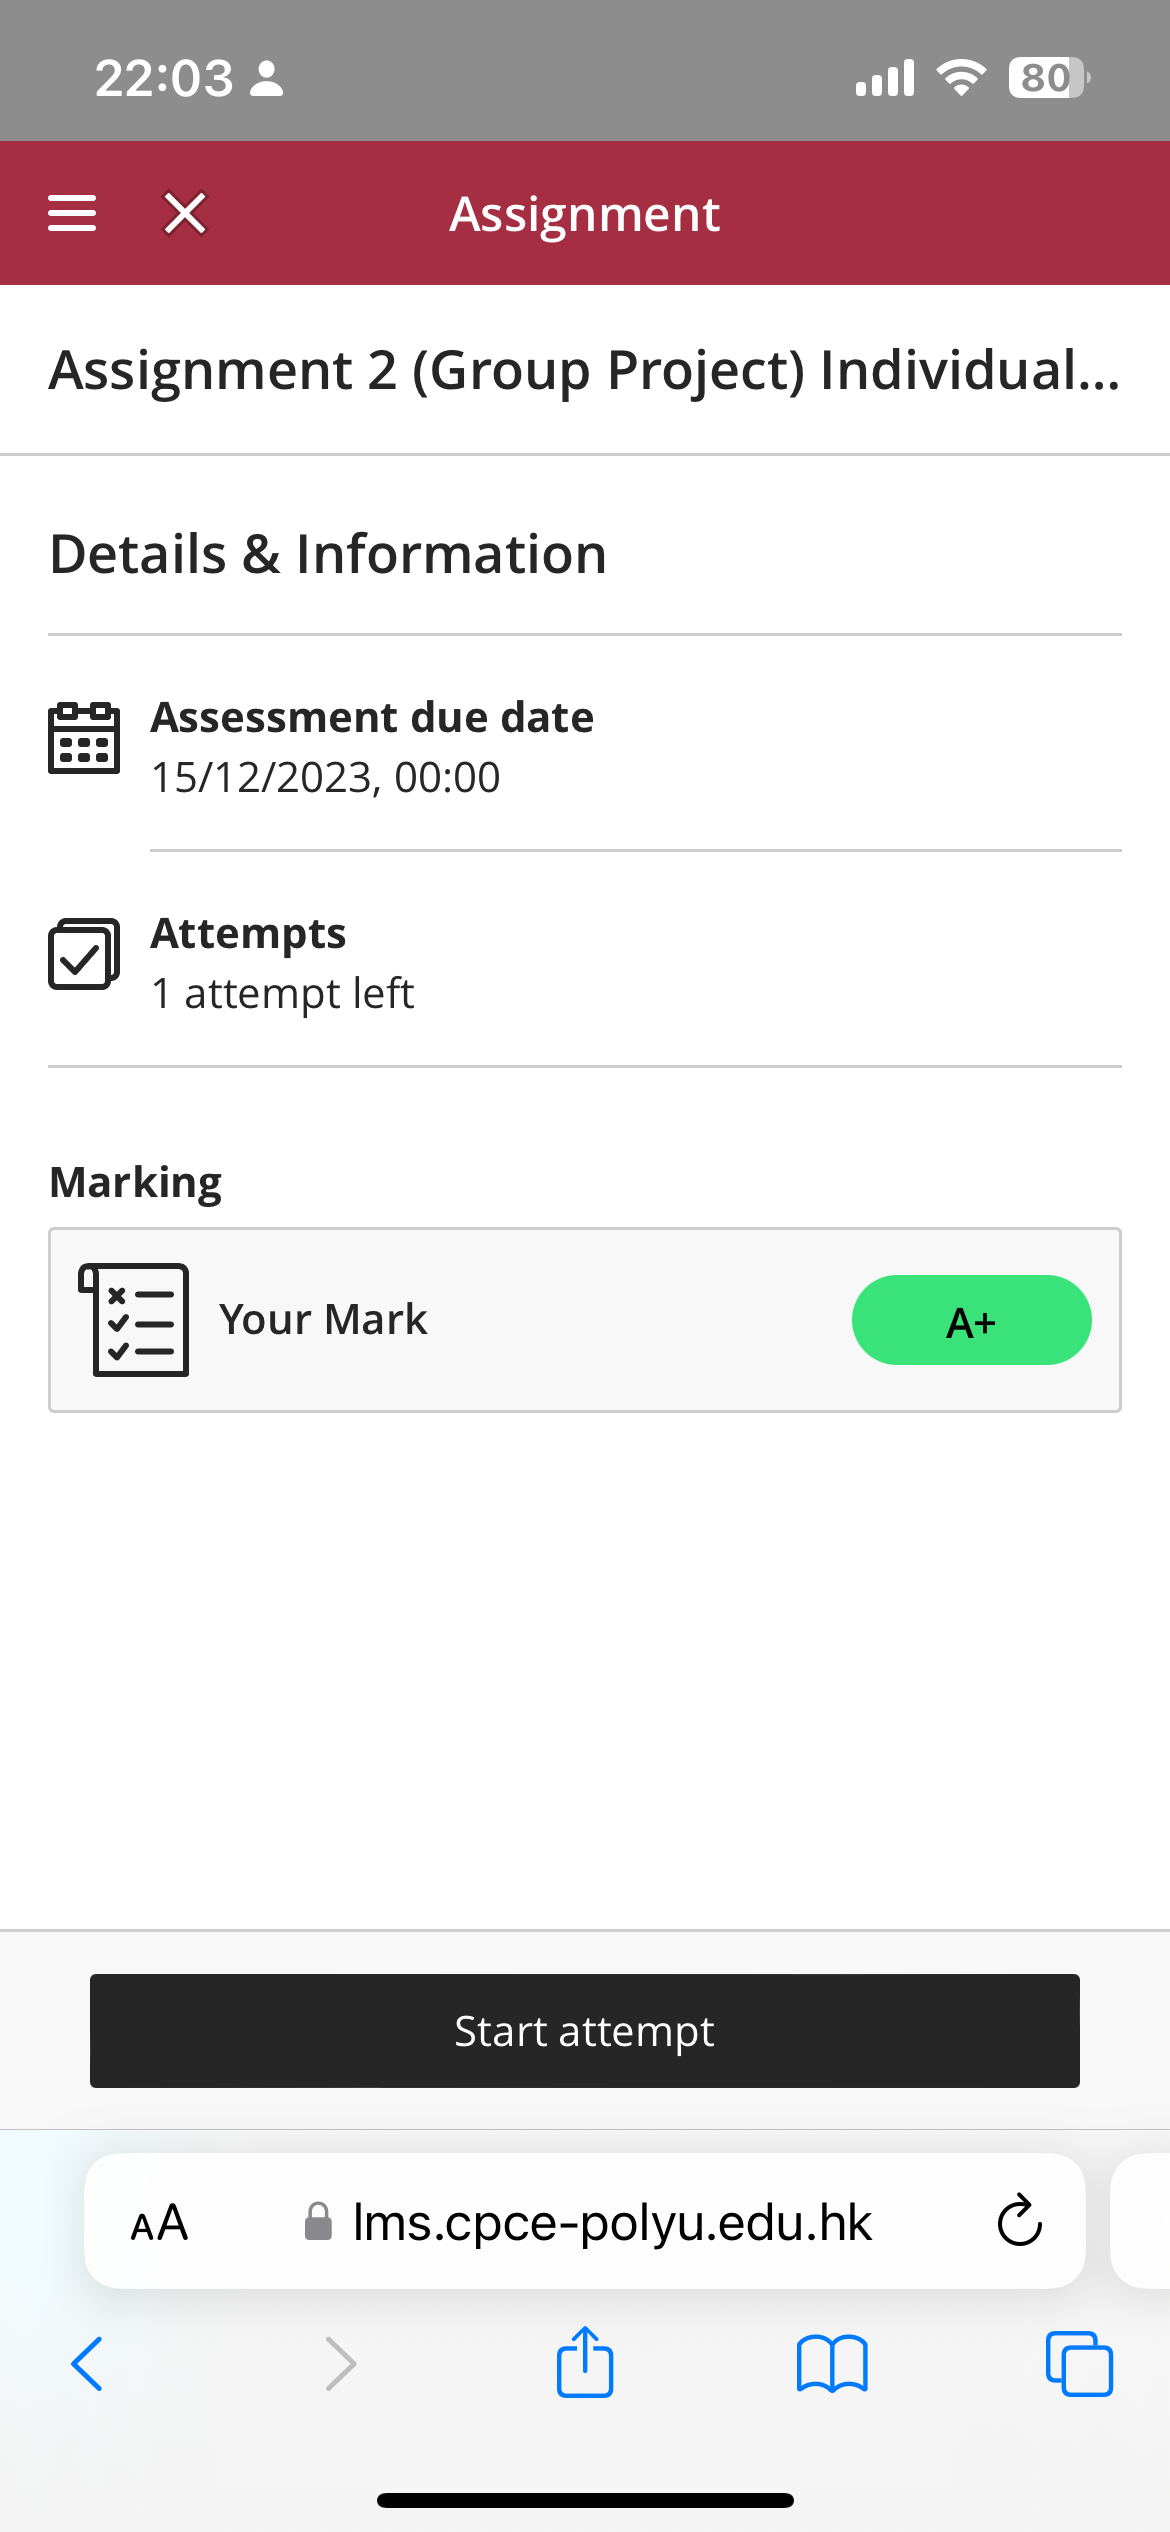 22:03
80
Assignment
Assignment 2 (Group Project) Individual...
Details & Information
Assessment due date
15/12/2023, 00:00
Attempts
1 attempt left
Marking
Your Mark
A+
Start attempt
AA
lms.cpce-polyu.edu.hk